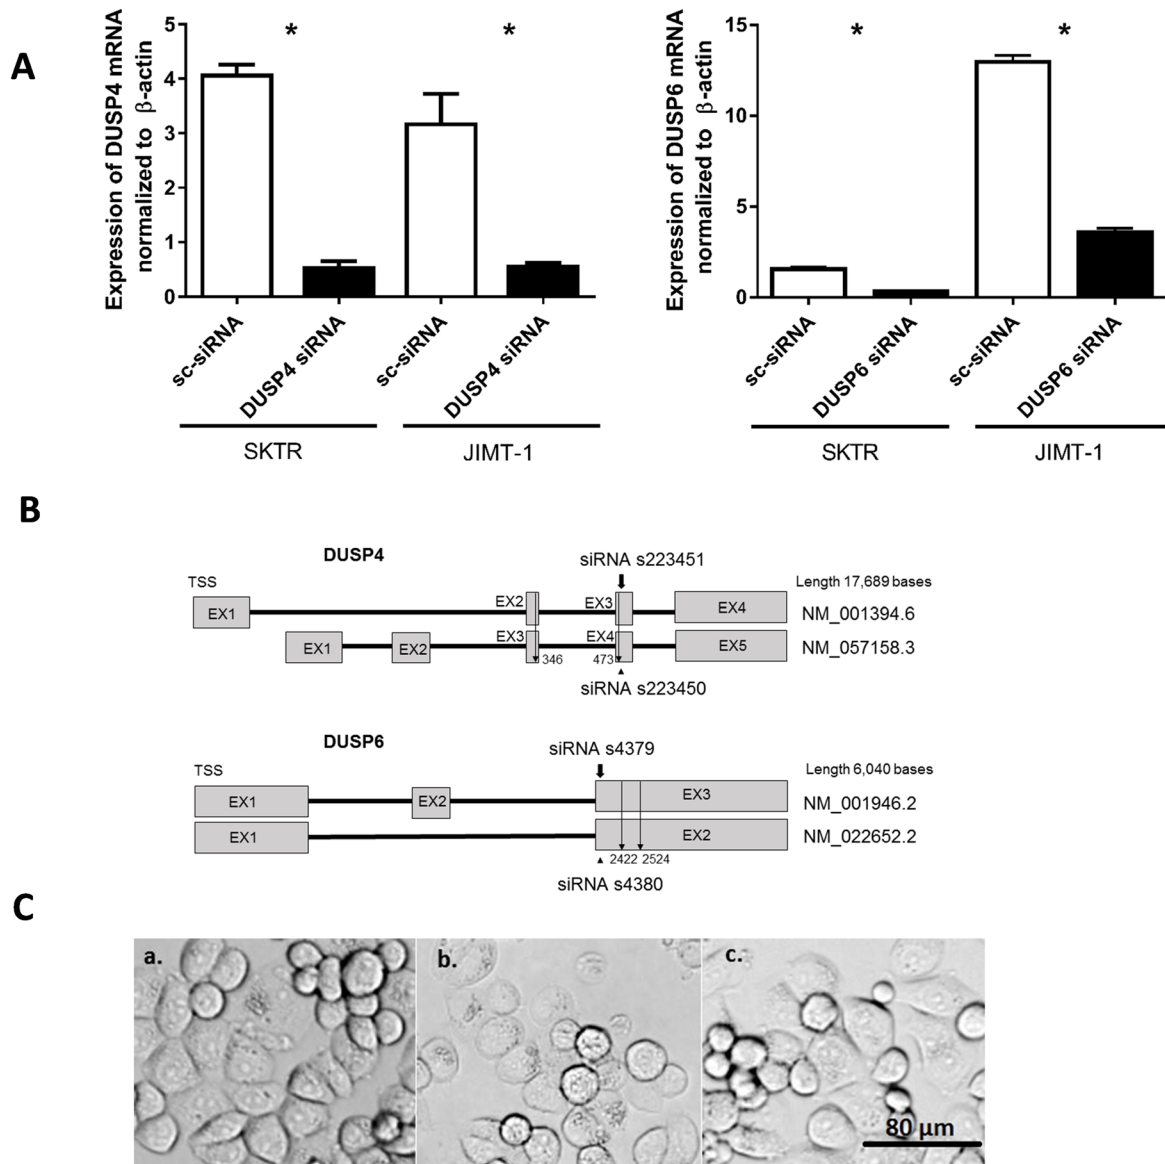 A
Expression of DUSP4 mRNA
normalized to β-actin
5
4
3
2
1
0
*
*
sc-siRNA
DUSP4 siRNA
sc-siRNA
DUSP4 siRNA
SKTR
JIMT-1
Expression of DUSP6 mRNA
normalized to β-actin
15
10
5
0
*
*
sc-siRNA
DUSP6 siRNA
sc-siRNA
DUSP6 siRNA
SKTR
JIMT-1
B
DUSP4
siRNA s223451
TSS
Length 17,689 bases
EX1
EX2
EX3
EX4
NM_001394.6
EX1
EX2
EX3
EX4
EX5
NM_057158.3
346
473
siRNA s223450
DUSP6
siRNA s4379
TSS
Length 6,040 bases
EX1
EX2
EX3
NM_001946.2
EX1
EX2
NM_022652.2
2422
2524
siRNA s4380
C
a.
b.
c.
80 µm